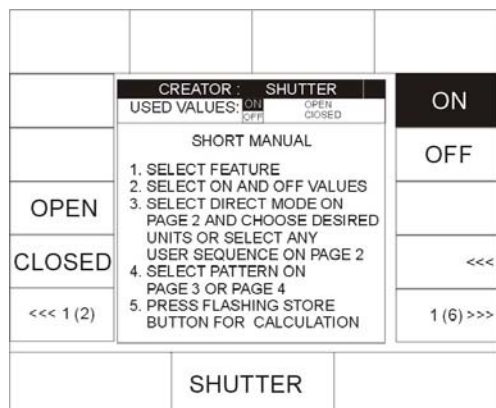 CREATOR : SHUTTER
USED VALUES: ON OPEN
OFF ClOSED
SHORT MANUAL
1. SELECT FEATURE
2. SELECT ON AND OFF VALUES
3. SELECT DIRECT MODE ON
PAGE 2 AND CHOOSE DESIRED
UNITS OR SELECT ANY
USER SEQUENCE ON PAGE 2
4. SELECT PATTERN ON
PAGE 3 OR PAGE 4
5. PRESS FLASHING STORE
BUTTON FOR CALCULATION
OPEN
CLOSED
<<< 1 (2)
ON
OFF
<<<
1 (6) >>>
SHUTTER